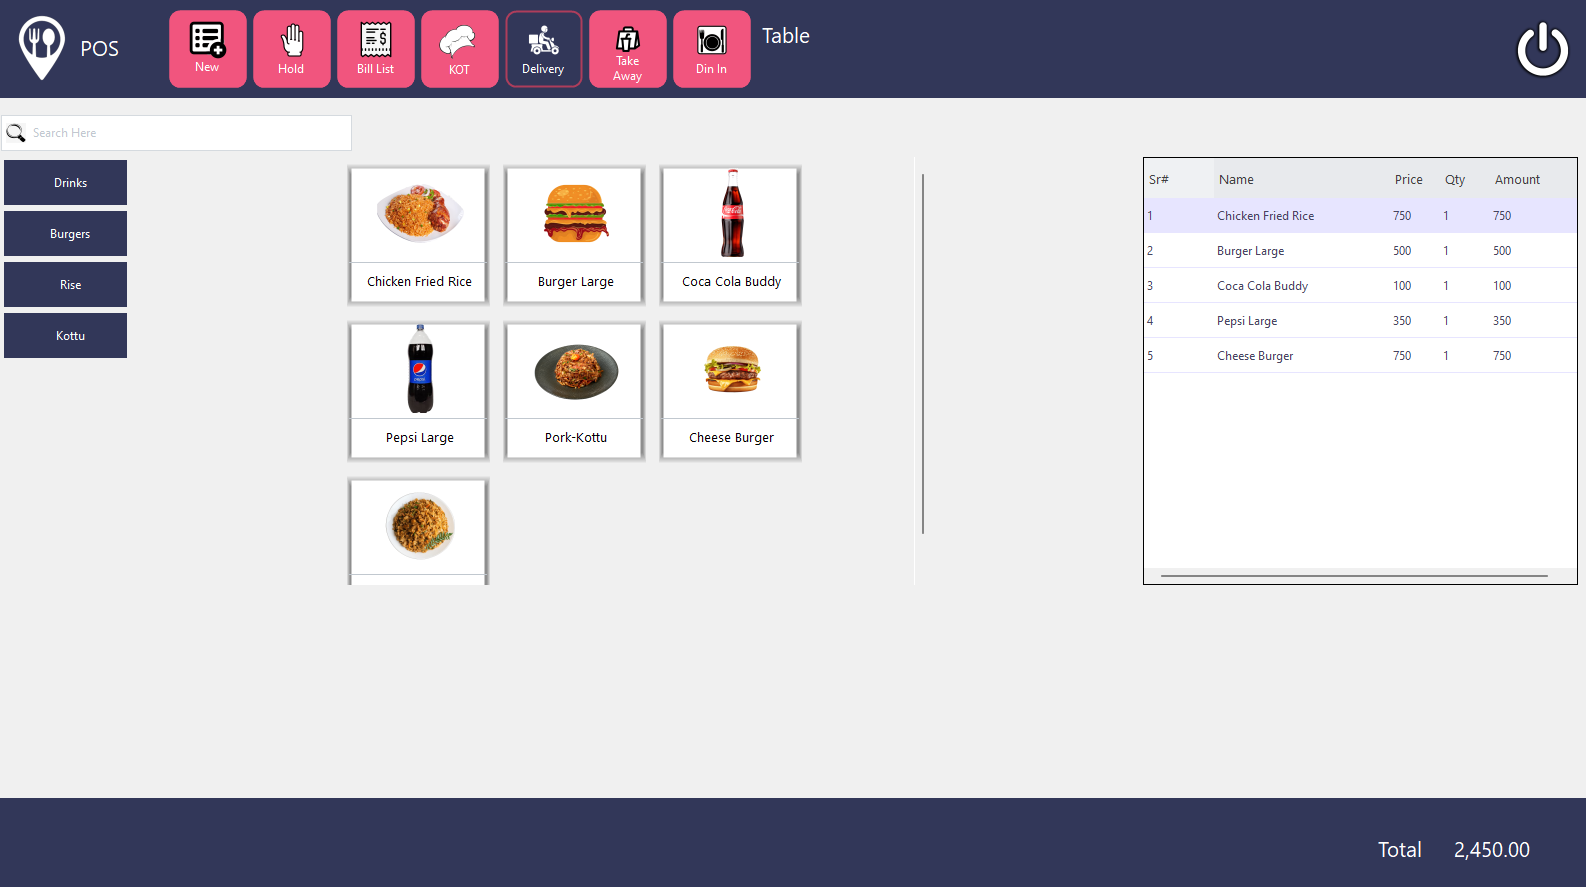 POS
New
Hold
Bill List
KOT
Delivery
Take
Away
Din In
Table
Search Here
Drinks
Burgers
Rise
Kottu
Chicken Fried Rice
Burger Large
Coca Cola Buddy
Pepsi Large
Pork-Kottu
Cheese Burger
Sr# Name Price Qty Amount
1 Chicken Fried Rice 750 1 750
2 Burger Large 500 1 500
3 Coca Cola Buddy 100 1 100
4 Pepsi Large 350 1 350
5 Cheese Burger 750 1 750
Total 2,450.00